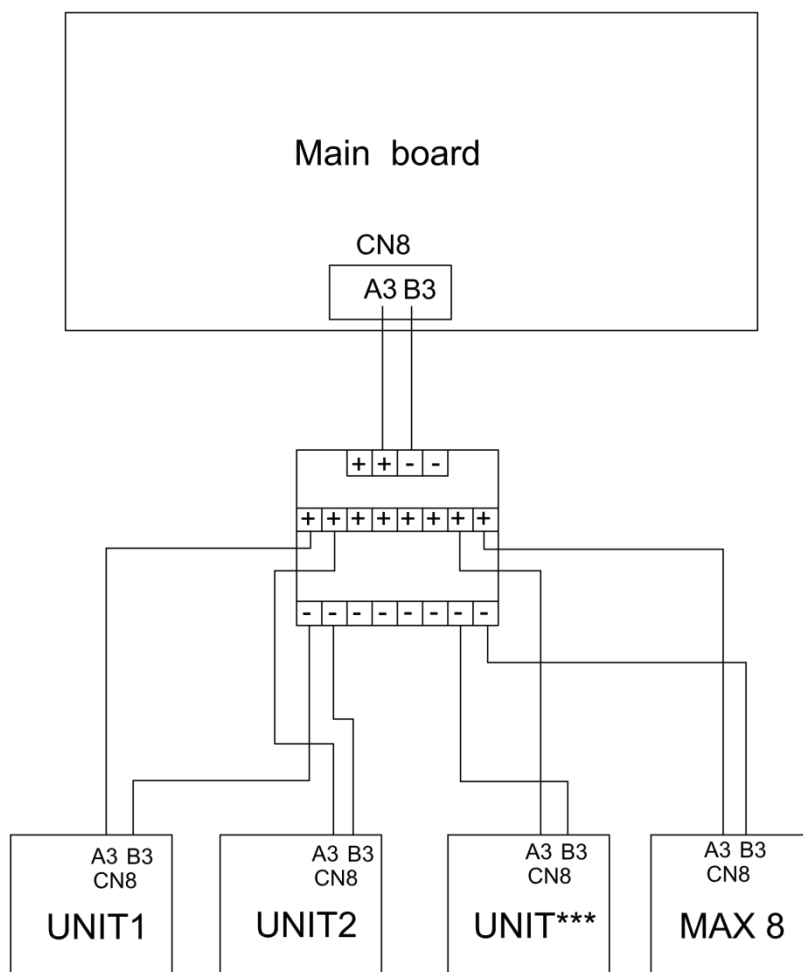 Main board
CN8
A3 B3
+ + - -
+ + + + + + + +
- - - - - - - -
A3 B3 A3 B3 A3 B3 A3 B3
CN8 CN8 CN8 CN8
UNIT1 UNIT2 UNIT*** MAX 8